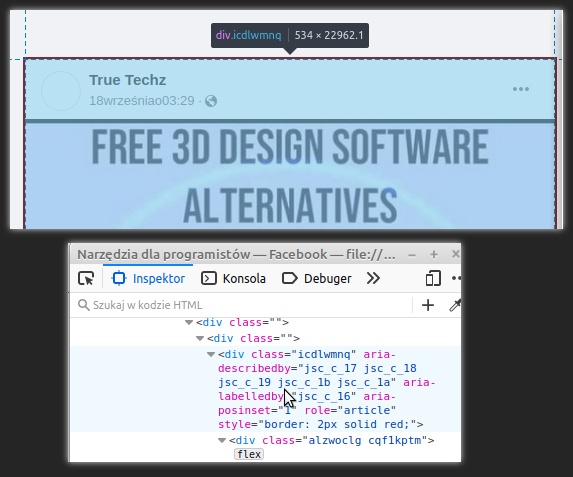 div.icdlwmnq | 534 × 22962.1
True Techz
18wrześniao03:29 ·
FREE 3D DESIGN SOFTWARE
ALTERNATIVES
Narzędzia dla programistów — Facebook — file://...
Inspektor Konsola Debuger
Szukaj w kodzie HTML
<div class="">
<div class="">
<div class="icdlwmnq" aria-
describedby="jsc_c_17 jsc_c_18
jsc_c_19 jsc_c_1b jsc_c_1a" aria-
labelledby="jsc_c_16" aria-
posinset="1" role="article"
style="border: 2px solid red;">
<div class="alzwoclg cqf1kptm">
flex